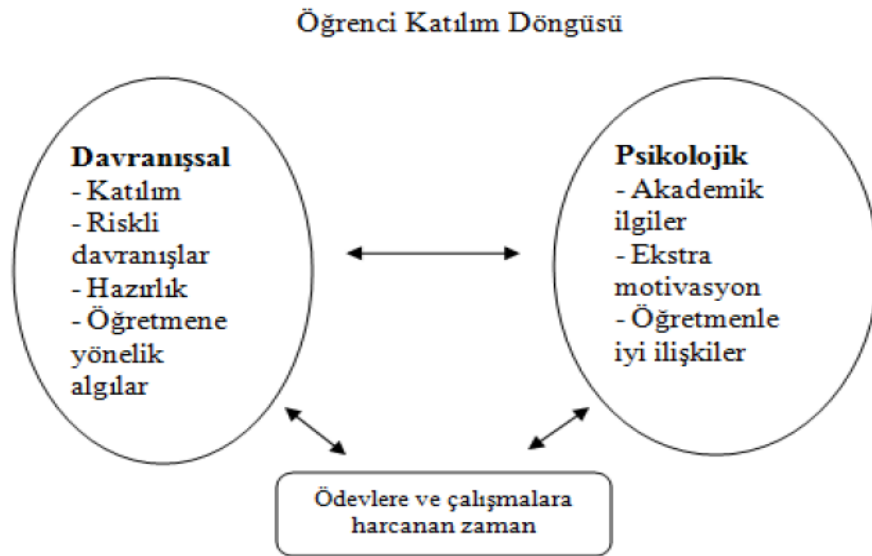 Öğrenci Katılım Döngüsü
Davranışsal
- Katılım
- Riskli
davranışlar
- Hazırlık
- Öğretmene
yönelik
algılar
Psikolojik
- Akademik
ilgiler
- Ekstra
motivasyon
- Öğretmenle
iyi ilişkiler
Ödevlere ve çalışmalara
harcanan zaman